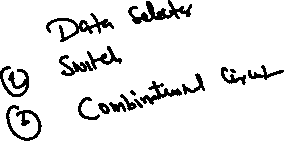 Data Selector
① Switch
② Combinational Circuit